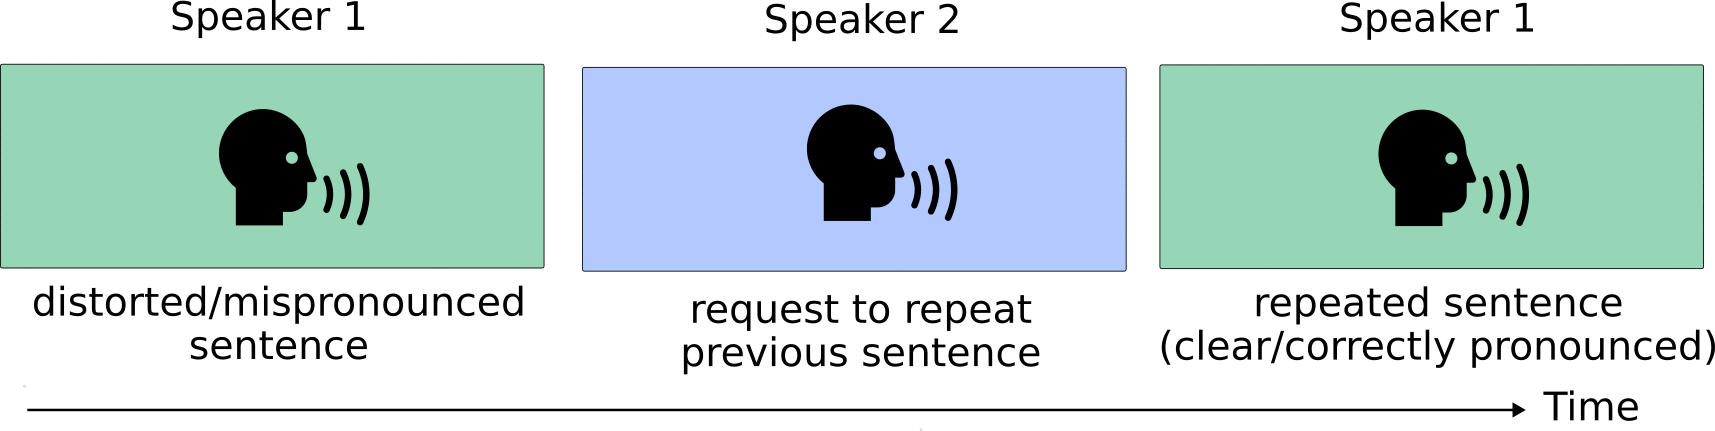 Speaker 1
Speaker 2
Speaker 1
distorted/mispronounced
sentence
request to repeat
previous sentence
repeated sentence
(clear/correctly pronounced)
Time